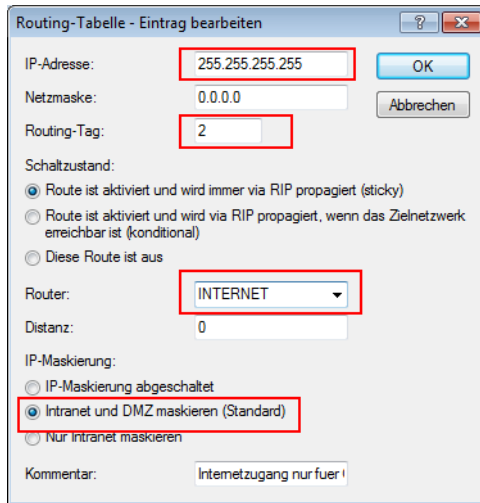 Routing-Tabelle - Eintrag bearbeiten
IP-Adresse: 255.255.255.255 OK
Netzmaske: 0.0.0.0 Abbrechen
Routing-Tag: 2
Schaltzustand:
Route ist aktiviert und wird immer via RIP propagiert (sticky)
Route ist aktiviert und wird via RIP propagiert, wenn das Zielnetzwerk
erreichbar ist (konditional)
Diese Route ist aus
Router: INTERNET
Distanz: 0
IP-Maskierung:
IP-Maskierung abgeschaltet
Intranet und DMZ maskieren (Standard)
Nur Intranet maskieren
Kommentar: Internetzugang nur fuer